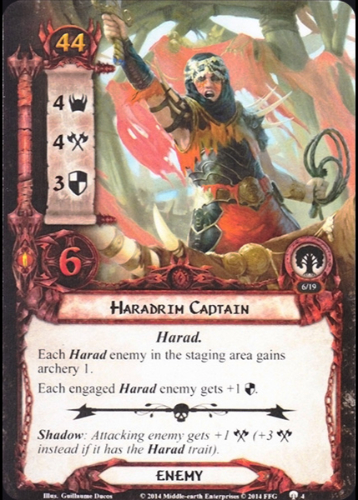 44
4
4
3
6
6/19
Haradrim Captain
Harad.
Each Harad enemy in the staging area gains
archery 1.
Each engaged Harad enemy gets +1
Shadow: Attacking enemy gets +1 (+3
instead if it has the Harad trait).
ENEMY
Illus. Guillaume Ducos © 2014 Middle-earth Enterprises © 2014 FFG 4